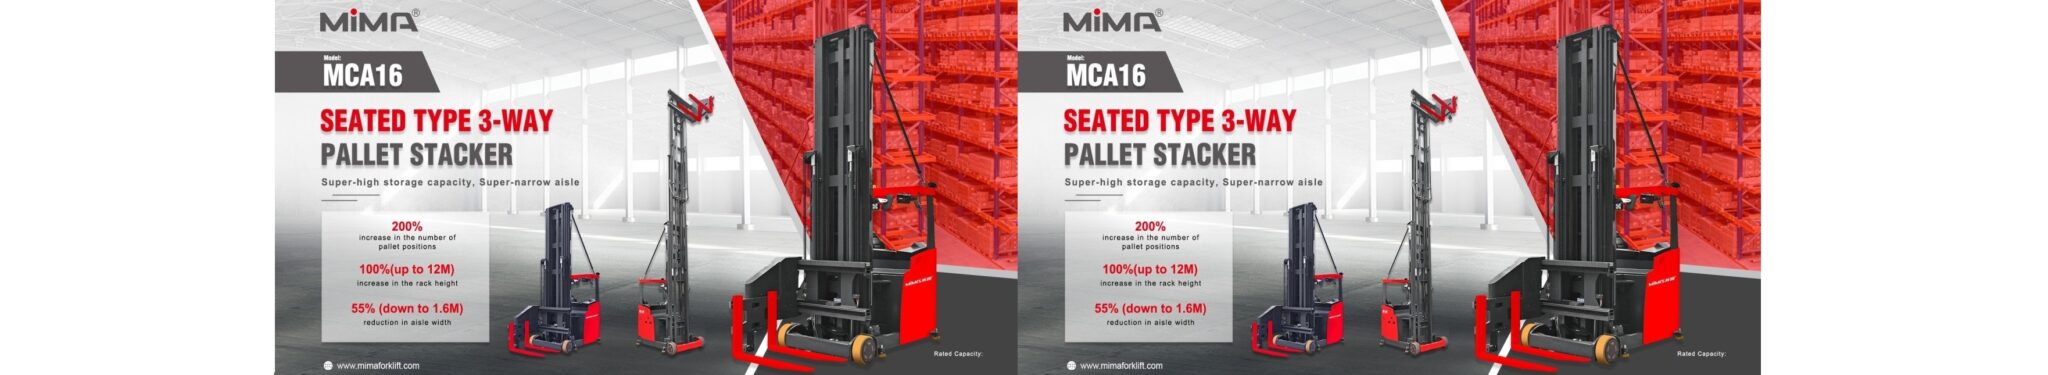 MiMA®
Model:
MCA16
SEATED TYPE 3-WAY
PALLET STACKER
Super-high storage capacity, Super-narrow aisle
200%
increase in the number of
pallet positions
100%(up to 12M)
increase in the rack height
55% (down to 1.6M)
reduction in aisle width
www.mimaforklift.com
Rated Capacity:
MiMA®
Model:
MCA16
SEATED TYPE 3-WAY
PALLET STACKER
Super-high storage capacity, Super-narrow aisle
200%
increase in the number of
pallet positions
100%(up to 12M)
increase in the rack height
55% (down to 1.6M)
reduction in aisle width
www.mimaforklift.com
Rated Capacity: